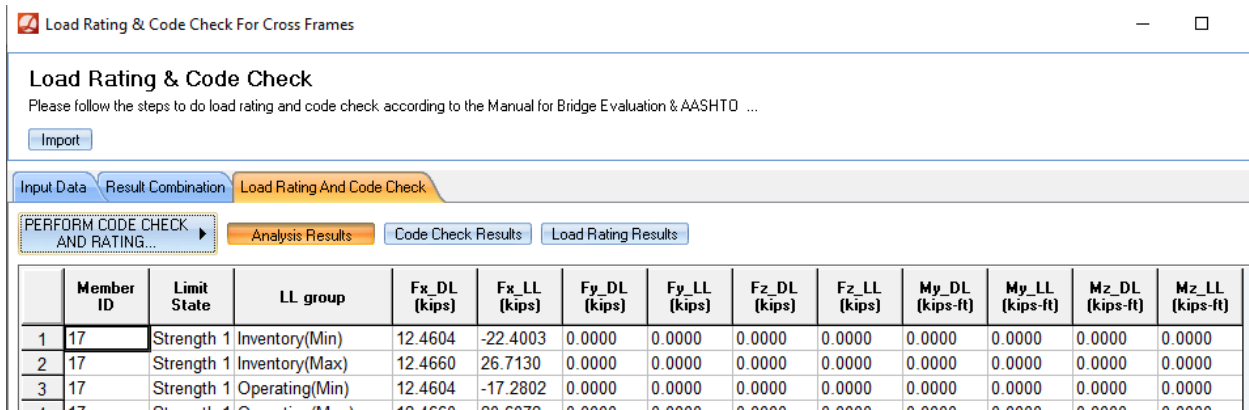 Load Rating & Code Check For Cross Frames
Load Rating & Code Check
Please follow the steps to do load rating and code check according to the Manual for Bridge Evaluation & AASHTO ...
Import
Input Data Result Combination Load Rating And Code Check
PERFORM CODE CHECK AND RATING... Analysis Results Code Check Results Load Rating Results
Member ID Limit State LL group Fx_DL (kips) Fx_LL (kips) Fy_DL (kips) Fy_LL (kips) Fz_DL (kips) Fz_LL (kips) My_DL (kips-ft) My_LL (kips-ft) Mz_DL (kips-ft) Mz_LL (kips-ft)
1 17 Strength 1 Inventory(Min) 12.4604 -22.4003 0.0000 0.0000 0.0000 0.0000 0.0000 0.0000 0.0000 0.0000
2 17 Strength 1 Inventory(Max) 12.4660 26.7130 0.0000 0.0000 0.0000 0.0000 0.0000 0.0000 0.0000 0.0000
3 17 Strength 1 Operating(Min) 12.4604 -17.2802 0.0000 0.0000 0.0000 0.0000 0.0000 0.0000 0.0000 0.0000